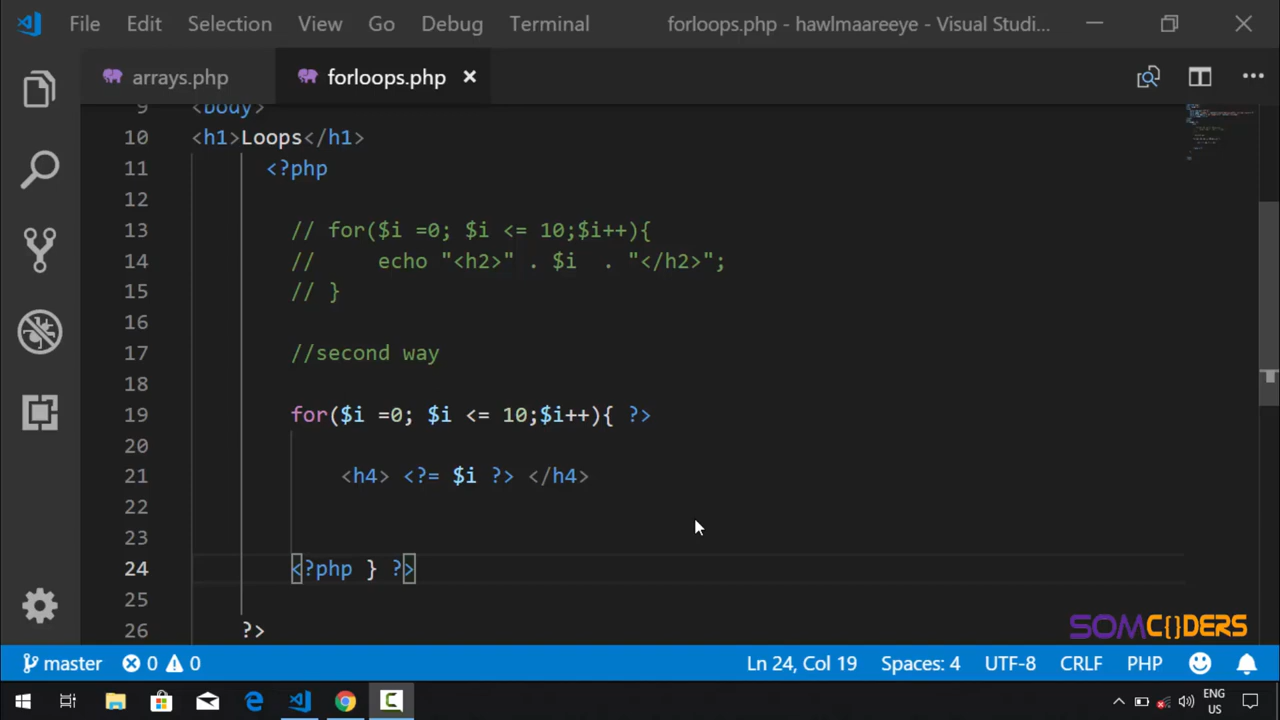 File Edit Selection View Go Debug Terminal forloops.php - hawlmaareeye - Visual Studi...
arrays.php forloops.php
9 <body>
10 <h1>Loops</h1>
11 <?php
12
13 // for($i =0; $i <= 10;$i++){
14 // echo "<h2>" . $i . "</h2>";
15 // }
16
17 //second way
18
19 for($i =0; $i <= 10;$i++){ ?>
20
21 <h4> <?= $i ?> </h4>
22
23
24 <?php } ?>
25
26 ?>
SOMC{}DERS
master 0 0 Ln 24, Col 19 Spaces: 4 UTF-8 CRLF PHP
ENG
US